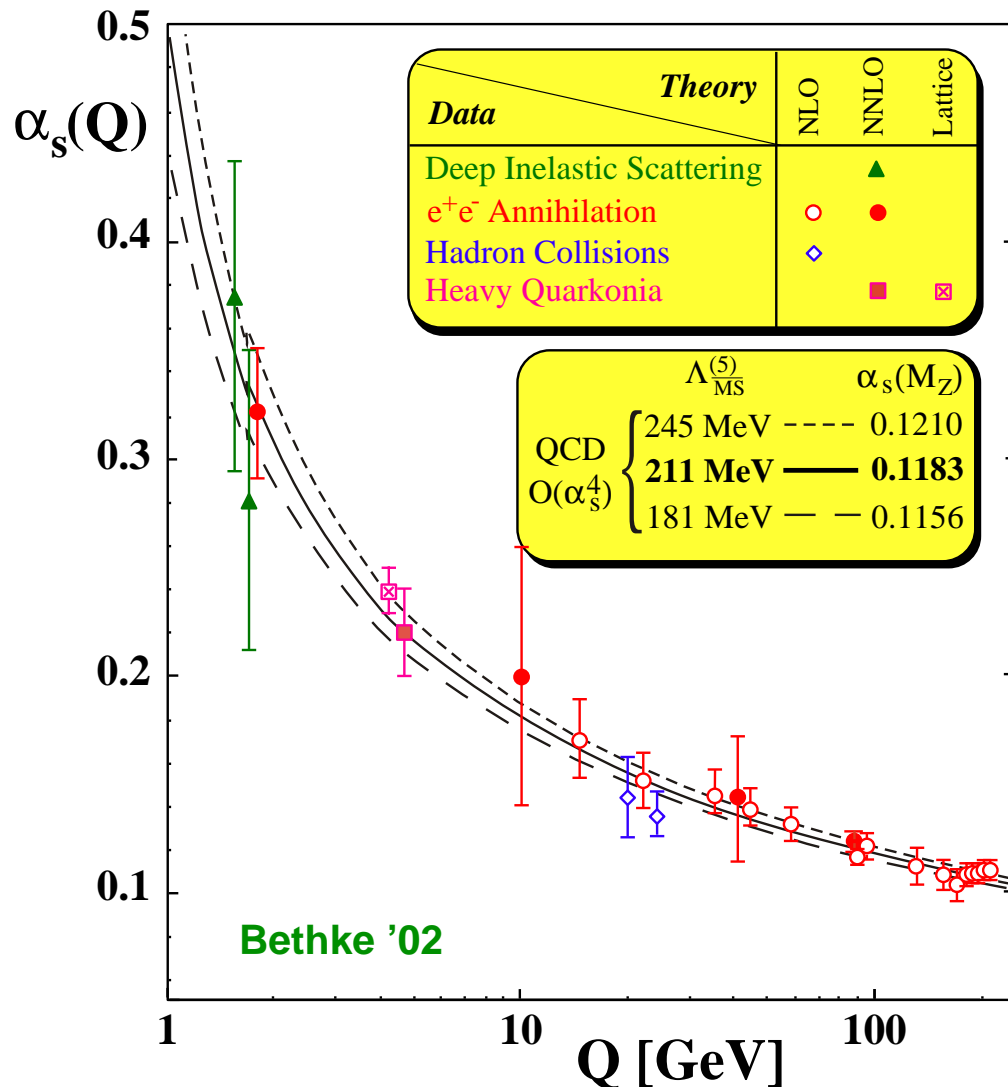 0.5
0.4
0.3
0.2
0.1
αs(Q)
Data
Theory
NLO
NNLO
Lattice
Deep Inelastic Scattering
e+e- Annihilation
Hadron Collisions
Heavy Quarkonia
Λ(5)MS αs(MZ)
QCD
O(αs4)
245 MeV 0.1210
211 MeV 0.1183
181 MeV 0.1156
Bethke ’02
1 10 100
Q [GeV]